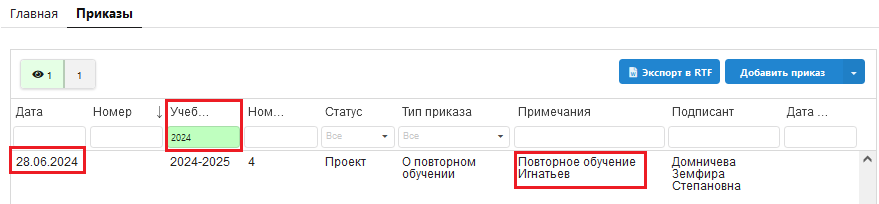 Главная Приказы
1 1 Экспорт в RTF Добавить приказ
Дата Номер ↓ Учеб... Ном... Статус Тип приказа Примечания Подписант Дата ...
2024 Все Все
28.06.2024 2024-2025 4 Проект О повторном Повторное обучение Домничева
обучении Игнатьев Земфира
Степановна